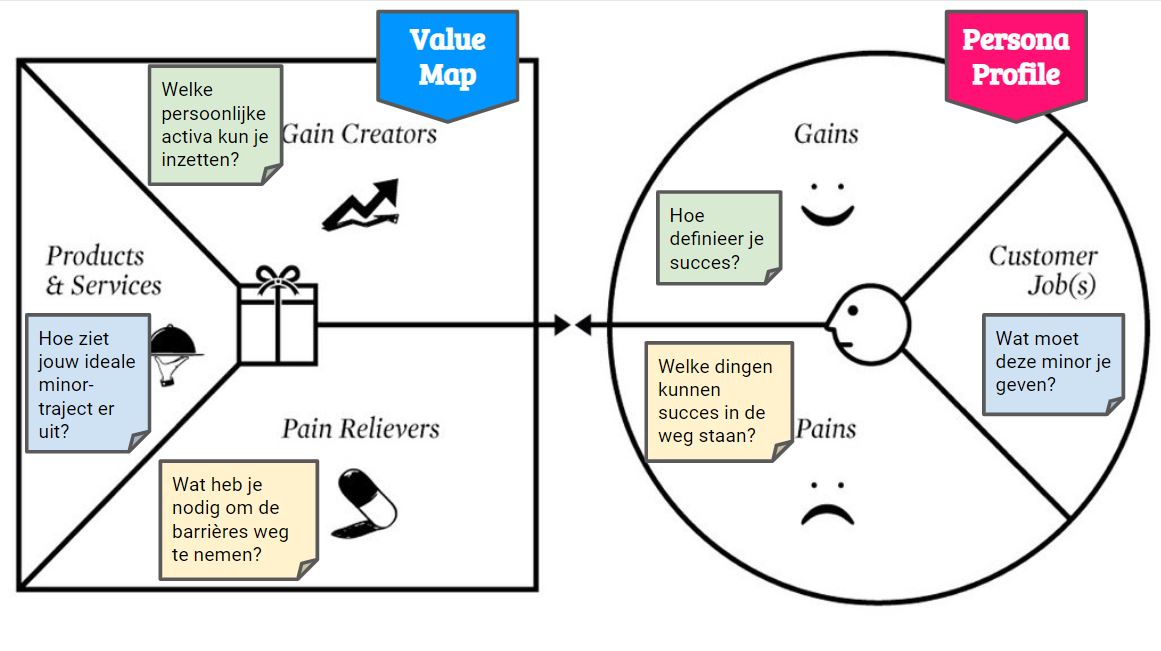 Value
Map
Persona
Profile
Welke
persoonlijke
activa kun je
inzetten?
Gain Creators
Products
& Services
Hoe ziet
jouw ideale
minor-
traject er
uit?
Pain Relievers
Wat heb je
nodig om de
barrières weg
te nemen?
Gains
Hoe
definieer je
succes?
Customer
Job(s)
Wat moet
deze minor je
geven?
Welke dingen
kunnen
succes in de
weg staan?
Pains